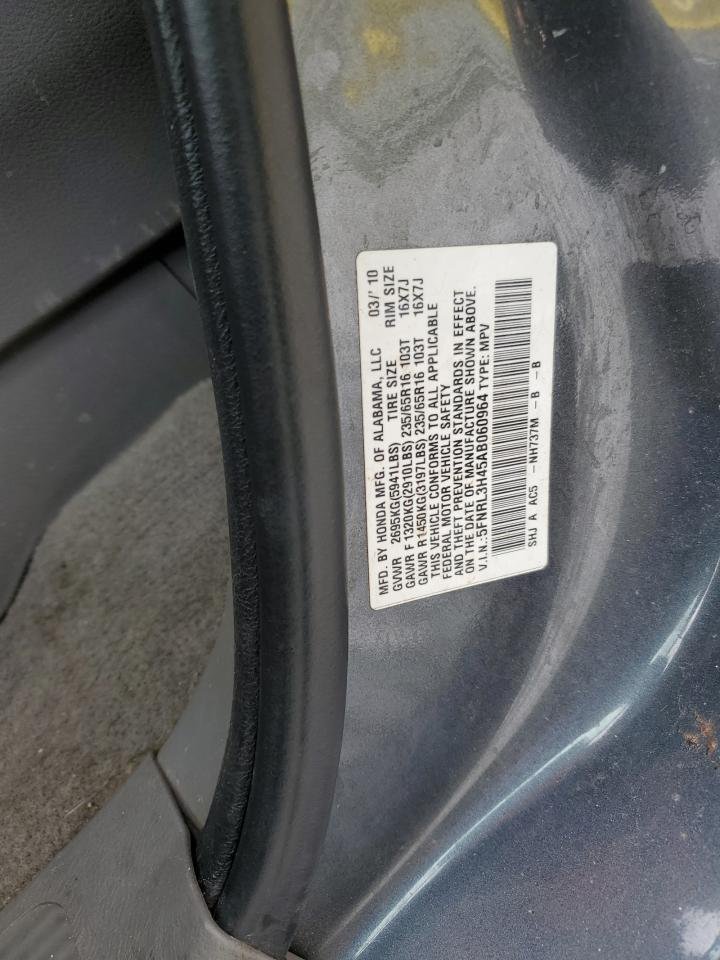 MFD. BY HONDA MFG. OF ALABAMA, LLC 03/' 10
GVWR 2695KG(5941LBS) TIRE SIZE RIM SIZE
GAWR F 1320KG(2910LBS) 235/65R16 103T 16X7J
GAWR R 1450KG(3197LBS) 235/65R16 103T 16X7J
THIS VEHICLE CONFORMS TO ALL APPLICABLE
FEDERAL MOTOR VEHICLE SAFETY
AND THEFT PREVENTION STANDARDS IN EFFECT
ON THE DATE OF MANUFACTURE SHOWN ABOVE.
V.I.N.:5FNRL3H45AB060964 TYPE: MPV
SHJ A AC5 -NH737M -B -B